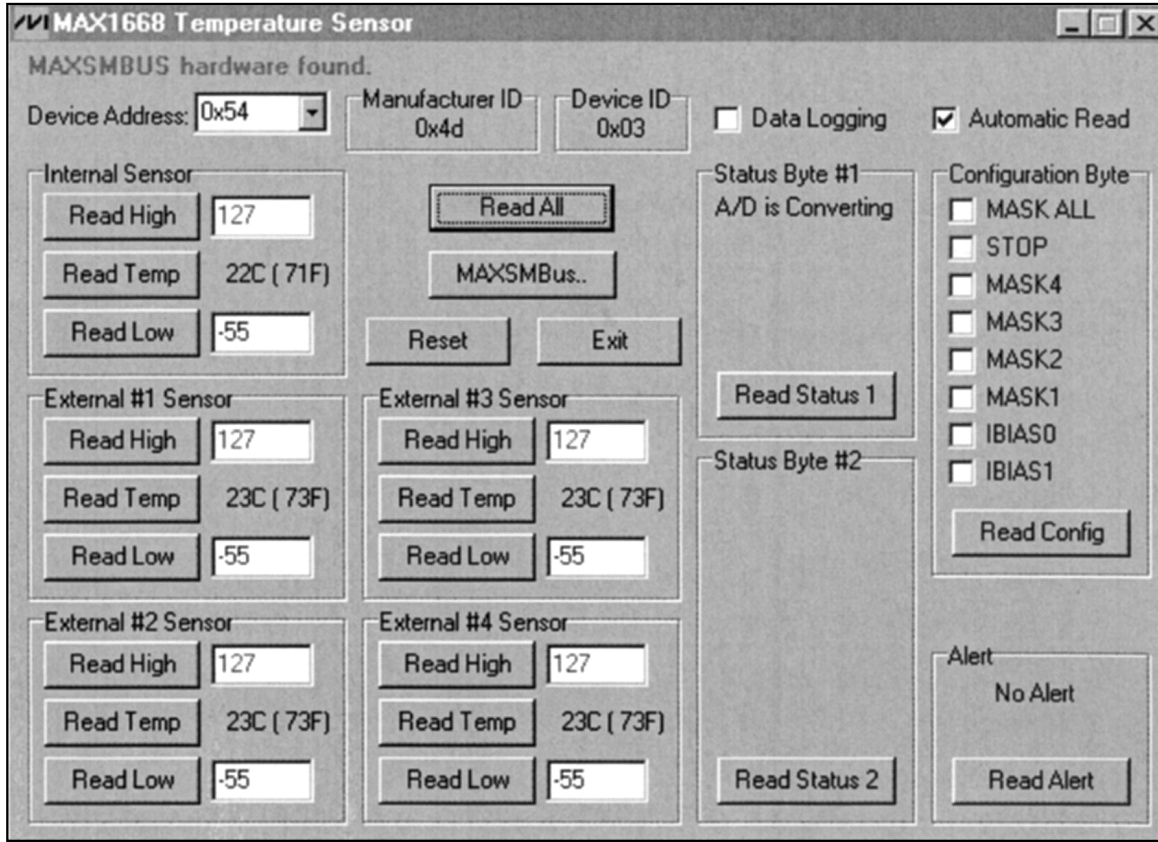 MAX1668 Temperature Sensor
MAXSMBUS hardware found.
Device Address: 0x54
Manufacturer ID
0x4d
Device ID
0x03
Data Logging
Automatic Read
Internal Sensor
Read High 127
Read Temp 22C (71F)
Read Low -55
Read All
MAXSMBus..
Reset
Exit
External #1 Sensor
Read High 127
Read Temp 23C (73F)
Read Low -55
External #3 Sensor
Read High 127
Read Temp 23C (73F)
Read Low -55
External #2 Sensor
Read High 127
Read Temp 23C (73F)
Read Low -55
External #4 Sensor
Read High 127
Read Temp 23C (73F)
Read Low -55
Status Byte #1
A/D is Converting
Read Status 1
Status Byte #2
Read Status 2
Configuration Byte
MASK ALL
STOP
MASK4
MASK3
MASK2
MASK1
IBIAS0
IBIAS1
Read Config
Alert
No Alert
Read Alert